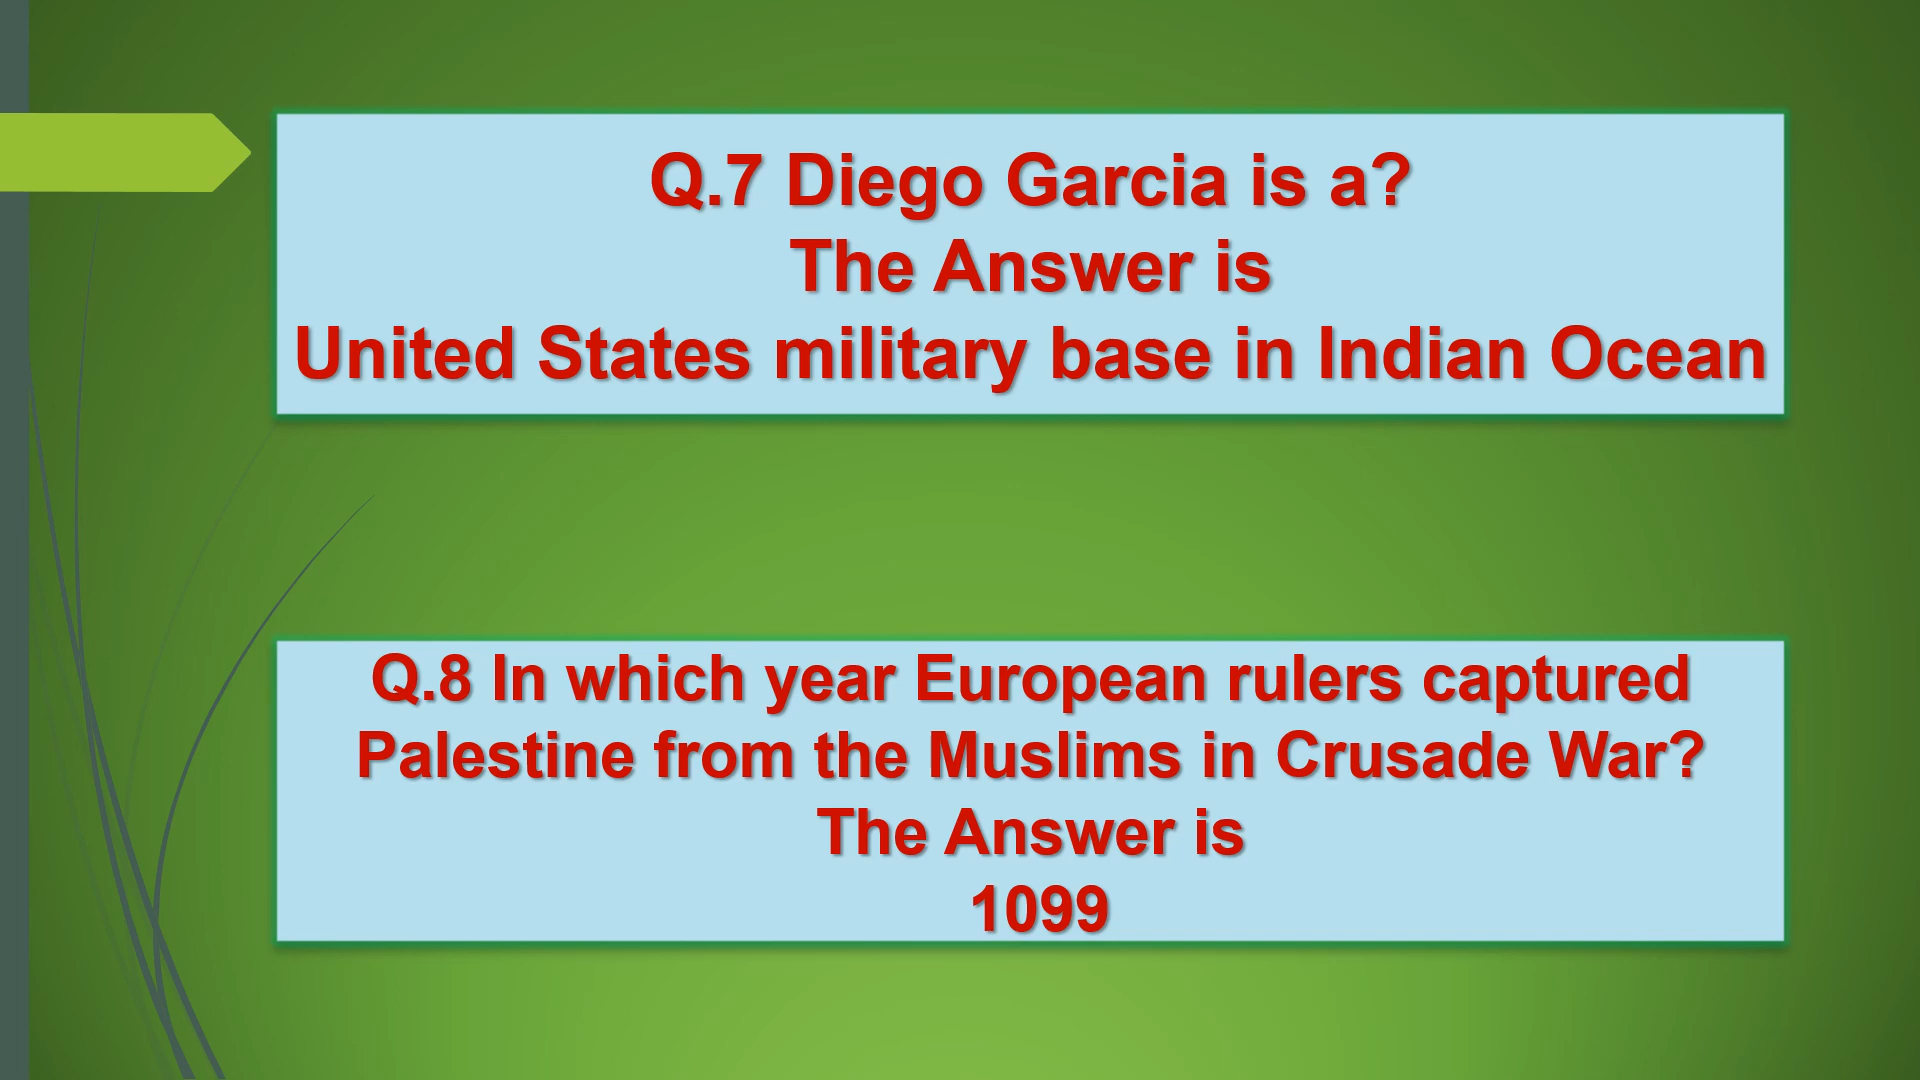 Q.7 Diego Garcia is a?
The Answer is
United States military base in Indian Ocean
Q.8 In which year European rulers captured
Palestine from the Muslims in Crusade War?
The Answer is
1099